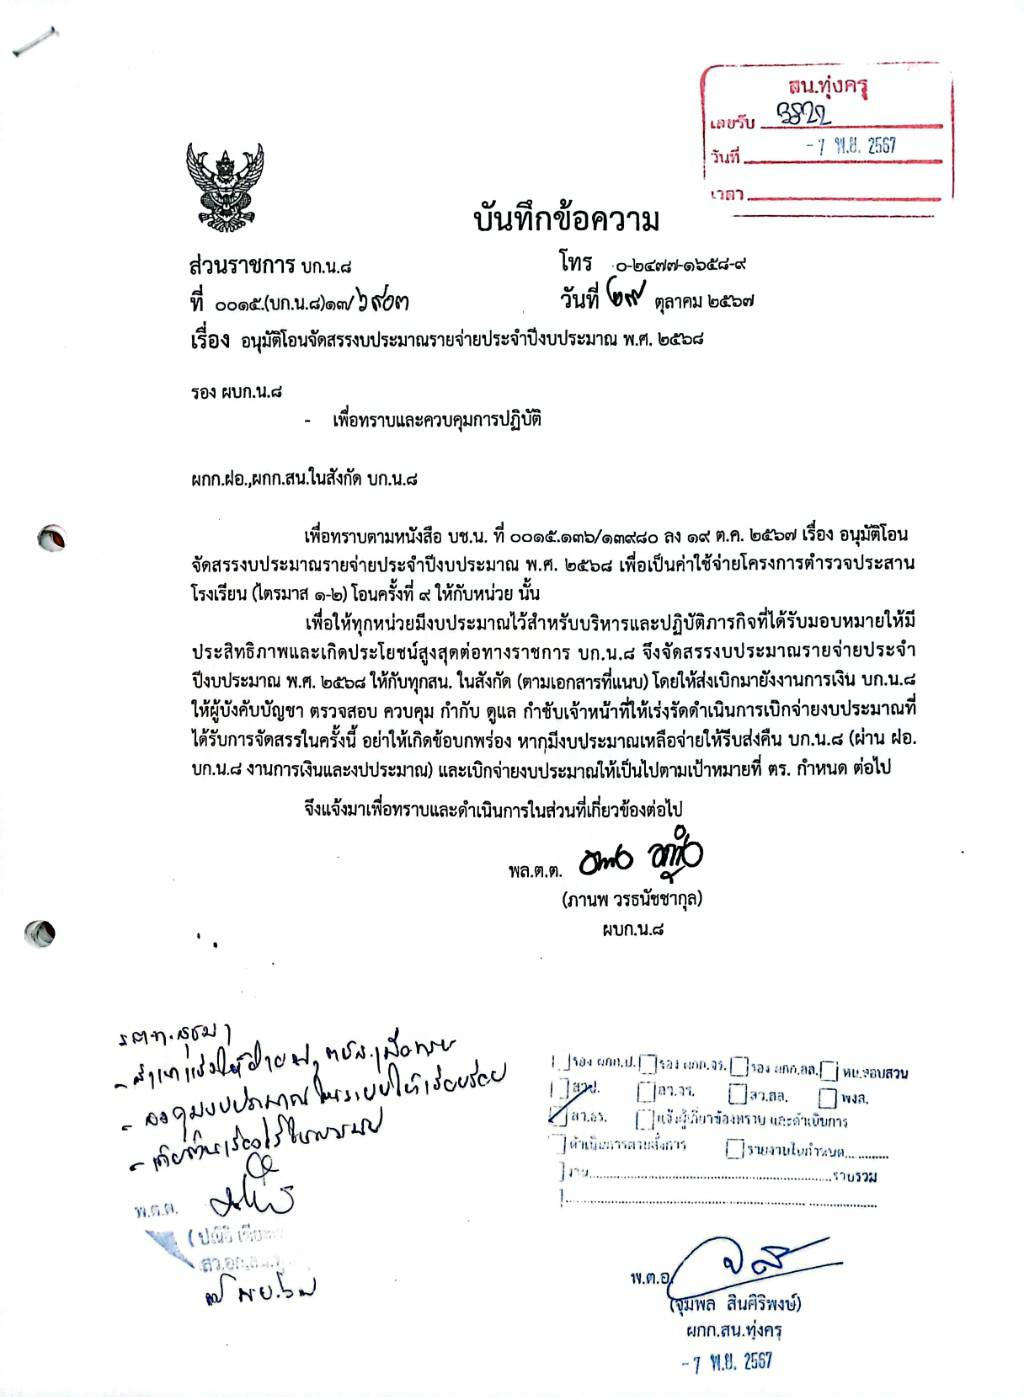 สน.ทุ่งครุ
เลขรับ 3822
วันที่ - 7 พ.ย. 2567
เวลา
บันทึกข้อความ
ส่วนราชการ บก.น.๘ โทร ๐-๒๔๗๗-๑๖๕๘-๙
ที่ ๐๐๑๕.(บก.น.๘)๑๗/๖๙๐๓ วันที่ ๒๙ ตุลาคม ๒๕๖๗
เรื่อง อนุมัติโอนจัดสรรงบประมาณรายจ่ายประจำปีงบประมาณ พ.ศ. ๒๕๖๘
รอง ผบก.น.๘
- เพื่อทราบและควบคุมการปฏิบัติ
ผกก.ฝอ.,ผกก.สน.ในสังกัด บก.น.๘
เพื่อทราบตามหนังสือ บช.น. ที่ ๐๐๑๕.๑๓๖/๑๓๙๘๐ ลง ๑๙ ต.ค. ๒๕๖๗ เรื่อง อนุมัติโอน
จัดสรรงบประมาณรายจ่ายประจำปีงบประมาณ พ.ศ. ๒๕๖๘ เพื่อเป็นค่าใช้จ่ายโครงการตำรวจประสาน
โรงเรียน (ไตรมาส ๑-๒) โอนครั้งที่ ๙ ให้กับหน่วย นั้น
เพื่อให้ทุกหน่วยมีงบประมาณไว้สำหรับบริหารและปฏิบัติภารกิจที่ได้รับมอบหมายให้มี
ประสิทธิภาพและเกิดประโยชน์สูงสุดต่อทางราชการ บก.น.๘ จึงจัดสรรงบประมาณรายจ่ายประจำ
ปีงบประมาณ พ.ศ. ๒๕๖๘ ให้กับทุกสน. ในสังกัด (ตามเอกสารที่แนบ) โดยให้ส่งเบิกมายังงานการเงิน บก.น.๘
ให้ผู้บังคับบัญชา ตรวจสอบ ควบคุม กำกับ ดูแล กำชับเจ้าหน้าที่ให้เร่งรัดดำเนินการเบิกจ่ายงบประมาณที่
ได้รับการจัดสรรในครั้งนี้ อย่าให้เกิดข้อบกพร่อง หากมีงบประมาณเหลือจ่ายให้รีบส่งคืน บก.น.๘ (ผ่าน ฝอ.
บก.น.๘ งานการเงินและงปประมาณ) และเบิกจ่ายงบประมาณให้เป็นไปตามเป้าหมายที่ ตร. กำหนด ต่อไป
จึงแจ้งมาเพื่อทราบและดำเนินการในส่วนที่เกี่ยวข้องต่อไป
พล.ต.ต.
(ภานพ วรธนัชชากุล)
ผบก.น.๘
รอง ผกก.ป. รอง ผกก.จร. รอง ผกก.สส. หน.สอบสวน
สวป. สว.จร. สว.สส. พงส.
สว.ธร. แจ้งผู้เกี่ยวข้องทราบ และดำเนินการ
ดำเนินการตามสั่งการ รายงานในกำหนด
งาน รวบรวม
พ.ต.ต.
๗ พ.ย. ๖๗
พ.ต.อ.
(จุมพล สินศิริพงษ์)
ผกก.สน.ทุ่งครุ
- 7 พ.ย. 2567